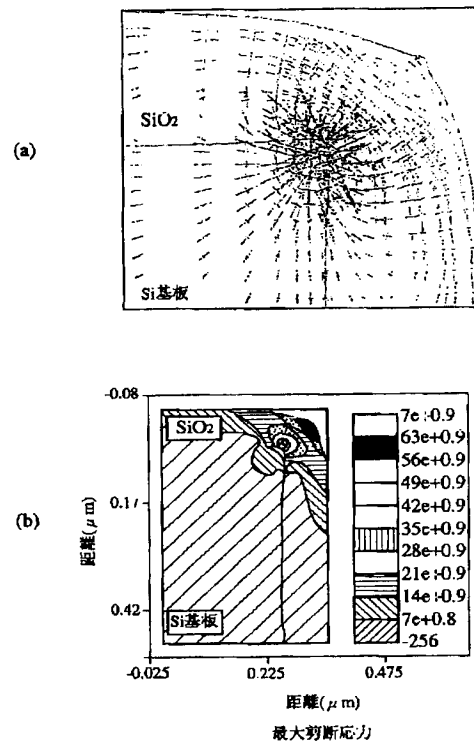 (a)
SiO2
Si基板
(b)
-0.08
0.17
0.42
距離(μm)
SiO2
Si基板
-0.025
0.225
0.475
距離(μm)
最大剪断応力
7e+0.9
63e+0.9
56e+0.9
49e+0.9
42e+0.9
35e+0.9
28e+0.9
21e+0.9
14e+0.9
7e+0.8
-256